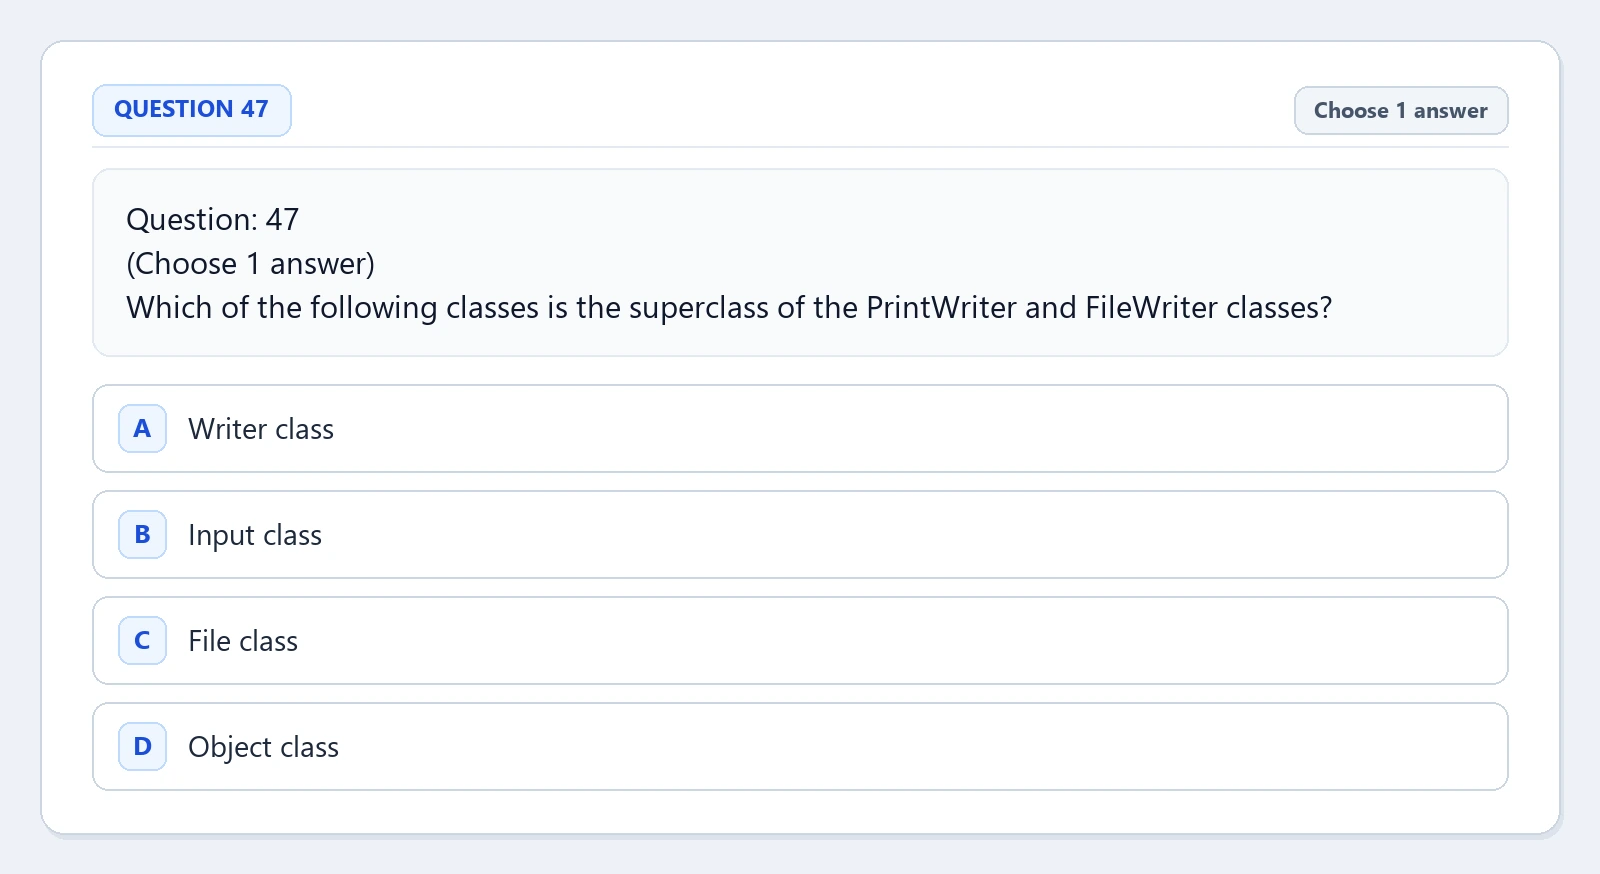 QUESTION 47
Choose 1 answer
Question: 47
(Choose 1 answer)
Which of the following classes is the superclass of the PrintWriter and FileWriter classes?
A Writer class
B Input class
C File class
D Object class